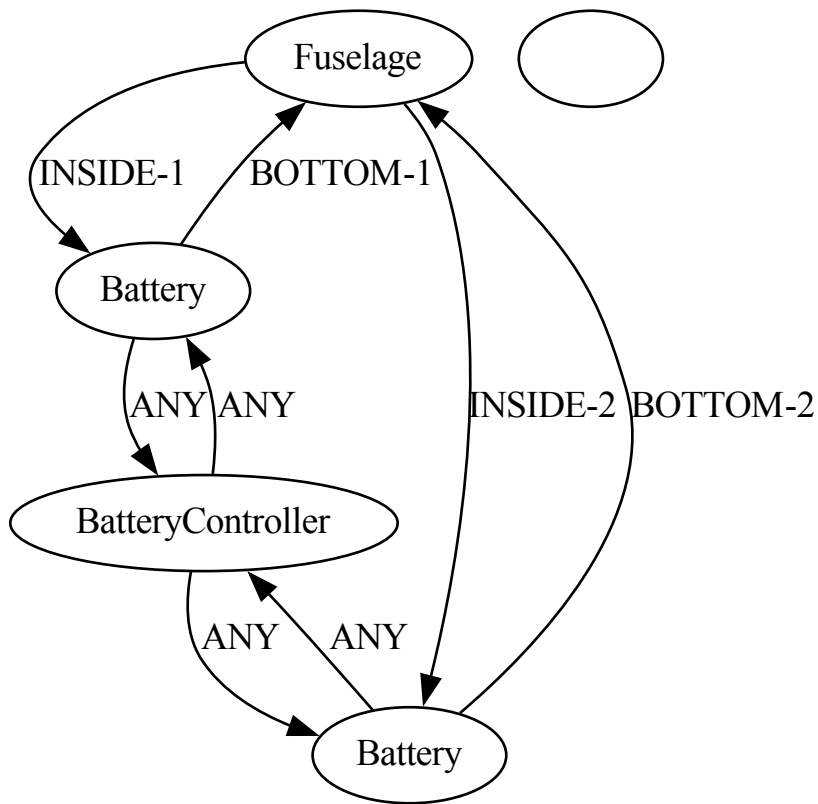 Fuselage
INSIDE-1
BOTTOM-1
Battery
ANY
ANY
INSIDE-2
BOTTOM-2
BatteryController
ANY
ANY
Battery